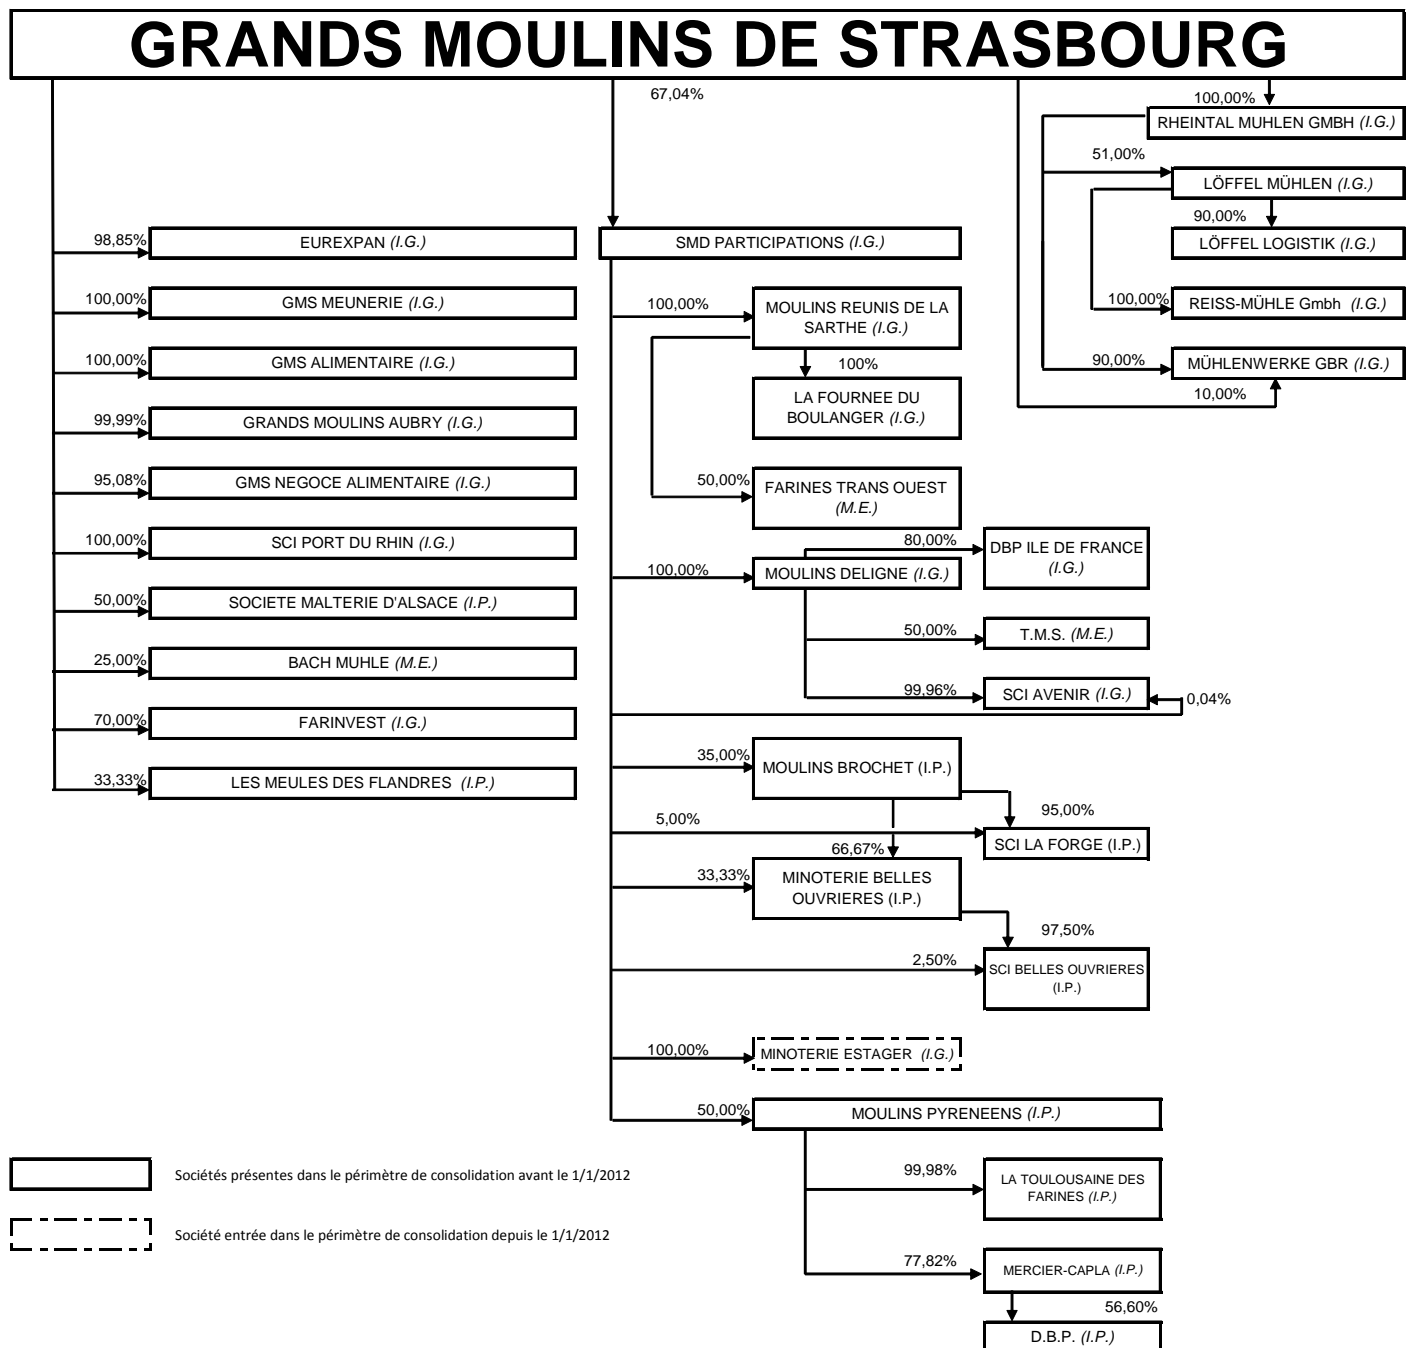 GRANDS MOULINS DE STRASBOURG
67,04%
100,00%
RHEINTAL MUHLEN GMBH (I.G.)
51,00%
LÖFFEL MÜHLEN (I.G.)
90,00%
LÖFFEL LOGISTIK (I.G.)
100,00%
REISS-MÜHLE Gmbh (I.G.)
90,00%
MÜHLENWERKE GBR (I.G.)
10,00%
98,85%
EUREXPAN (I.G.)
100,00%
GMS MEUNERIE (I.G.)
100,00%
GMS ALIMENTAIRE (I.G.)
99,99%
GRANDS MOULINS AUBRY (I.G.)
95,08%
GMS NEGOCE ALIMENTAIRE (I.G.)
100,00%
SCI PORT DU RHIN (I.G.)
50,00%
SOCIETE MALTERIE D'ALSACE (I.P.)
25,00%
BACH MUHLE (M.E.)
70,00%
FARINVEST (I.G.)
33,33%
LES MEULES DES FLANDRES (I.P.)
SMD PARTICIPATIONS (I.G.)
100,00%
MOULINS REUNIS DE LA
SARTHE (I.G.)
100%
LA FOURNEE DU
BOULANGER (I.G.)
50,00%
FARINES TRANS OUEST
(M.E.)
80,00%
DBP ILE DE FRANCE
(I.G.)
100,00%
MOULINS DELIGNE (I.G.)
50,00%
T.M.S. (M.E.)
99,96%
SCI AVENIR (I.G.)
0,04%
35,00%
MOULINS BROCHET (I.P.)
95,00%
5,00%
SCI LA FORGE (I.P.)
66,67%
33,33%
MINOTERIE BELLES
OUVRIERES (I.P.)
97,50%
2,50%
SCI BELLES OUVRIERES
(I.P.)
100,00%
MINOTERIE ESTAGER (I.G.)
50,00%
MOULINS PYRENEENS (I.P.)
99,98%
LA TOULOUSAINE DES
FARINES (I.P.)
77,82%
MERCIER-CAPLA (I.P.)
56,60%
D.B.P. (I.P.)
Sociétés présentes dans le périmètre de consolidation avant le 1/1/2012
Société entrée dans le périmètre de consolidation depuis le 1/1/2012